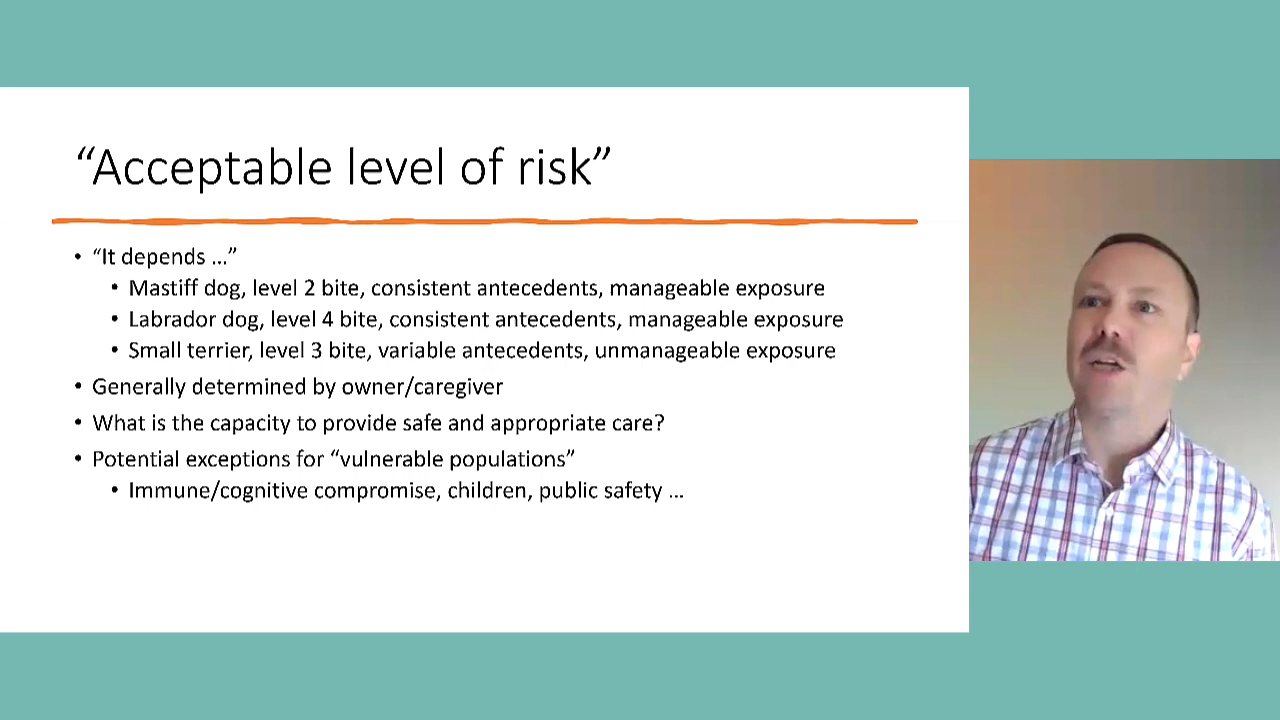 “Acceptable level of risk”
• “It depends …”
• Mastiff dog, level 2 bite, consistent antecedents, manageable exposure
• Labrador dog, level 4 bite, consistent antecedents, manageable exposure
• Small terrier, level 3 bite, variable antecedents, unmanageable exposure
• Generally determined by owner/caregiver
• What is the capacity to provide safe and appropriate care?
• Potential exceptions for “vulnerable populations”
• Immune/cognitive compromise, children, public safety …